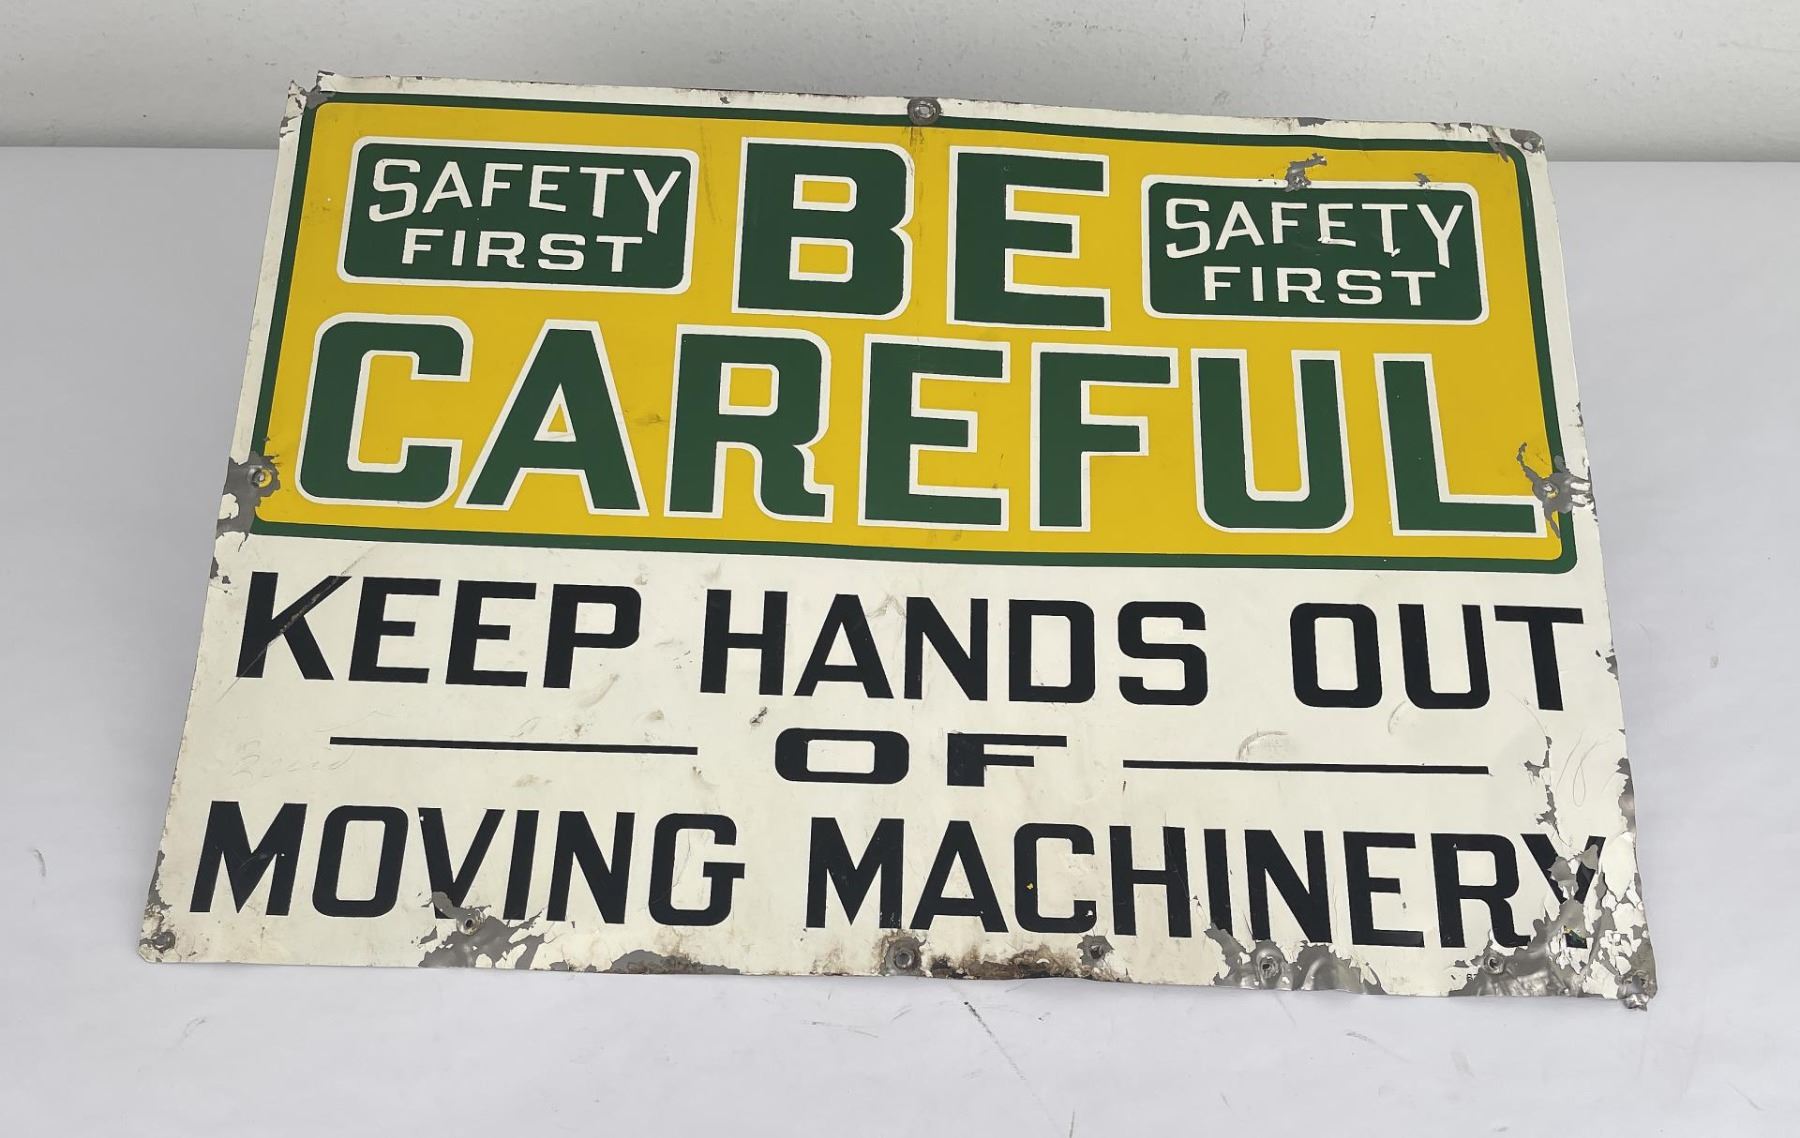 SAFETY FIRST
BE
SAFETY FIRST
CAREFUL
KEEP HANDS OUT
OF
MOVING MACHINERY